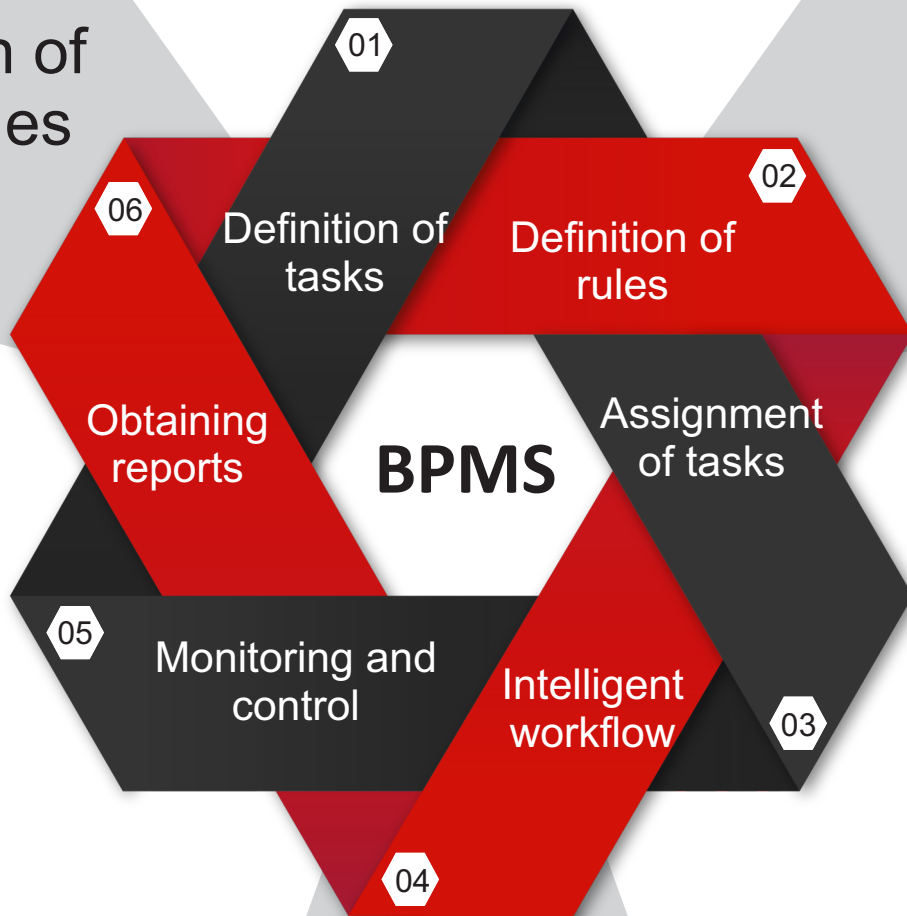 of
01
02
06
Definition of
tasks
Definition of
rules
Obtaining
reports
BPMS
Assignment
of tasks
05
Monitoring and
control
Intelligent
workflow
03
04